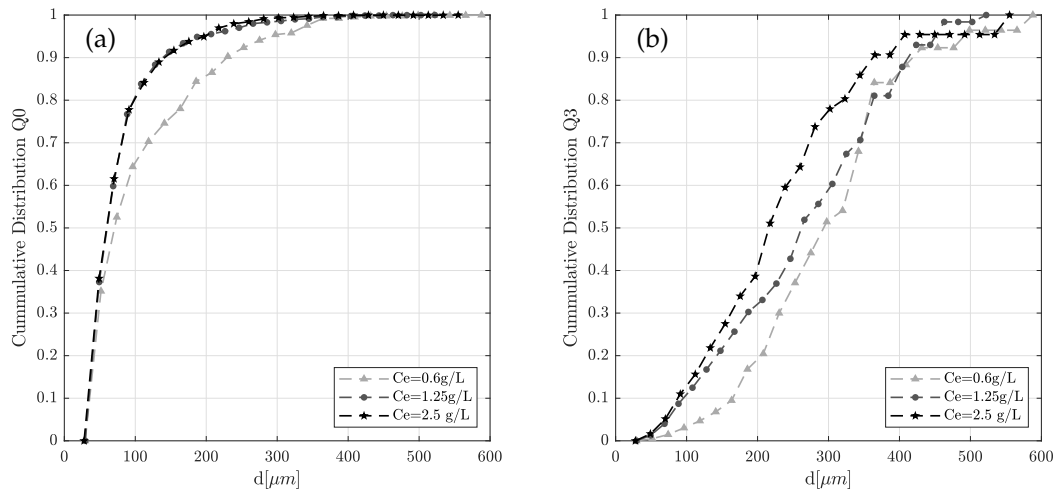 (a)
Cummulative Distribution Q0
1
0.9
0.8
0.7
0.6
0.5
0.4
0.3
0.2
0.1
0
0 100 200 300 400 500 600
d[μm]
Ce=0.6g/L
Ce=1.25g/L
Ce=2.5 g/L
(b)
Cummulative Distribution Q3
1
0.9
0.8
0.7
0.6
0.5
0.4
0.3
0.2
0.1
0
0 100 200 300 400 500 600
d[μm]
Ce=0.6g/L
Ce=1.25g/L
Ce=2.5 g/L